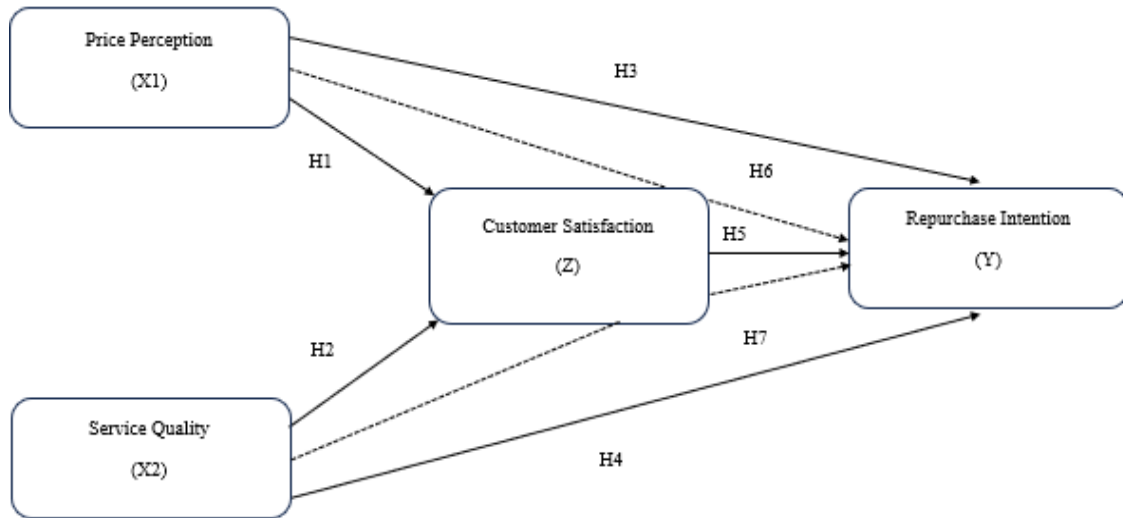 Price Perception
(X1)
H3
H1
H6
Customer Satisfaction
(Z)
H5
Repurchase Intention
(Y)
H2
H7
Service Quality
(X2)
H4